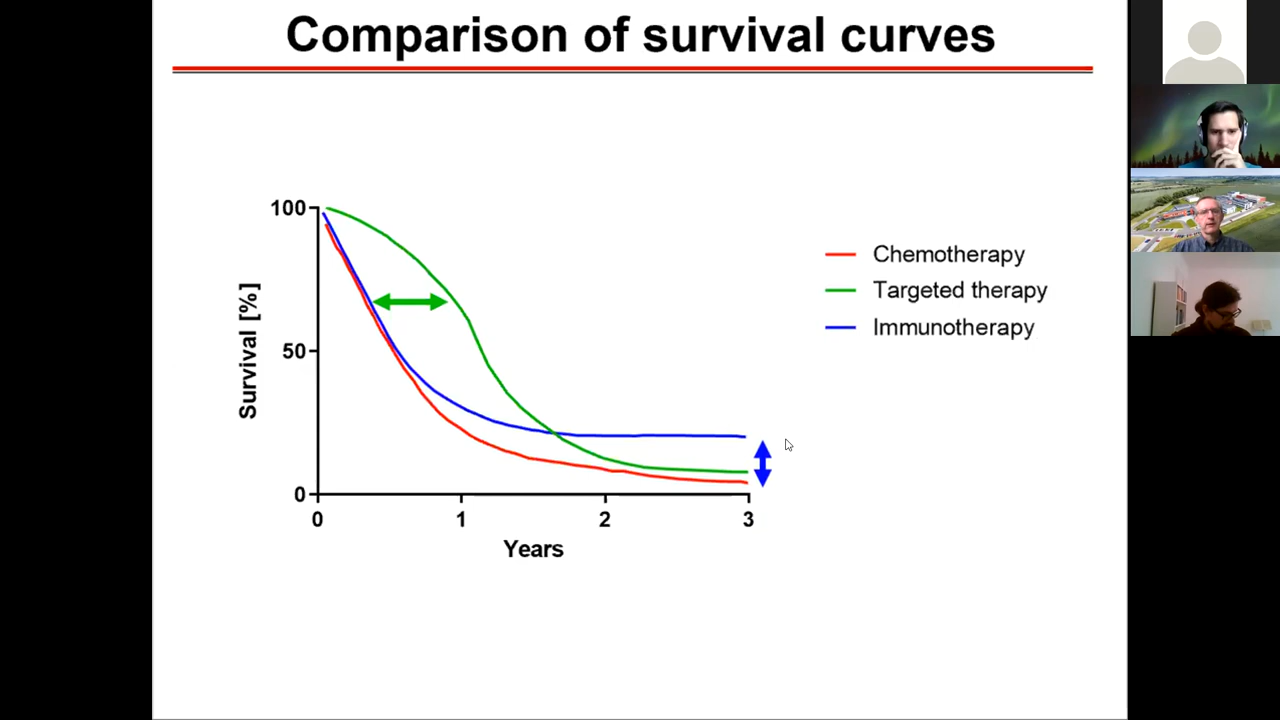 Comparison of survival curves
100
50
0
Survival [%]
0 1 2 3
Years
Chemotherapy
Targeted therapy
Immunotherapy